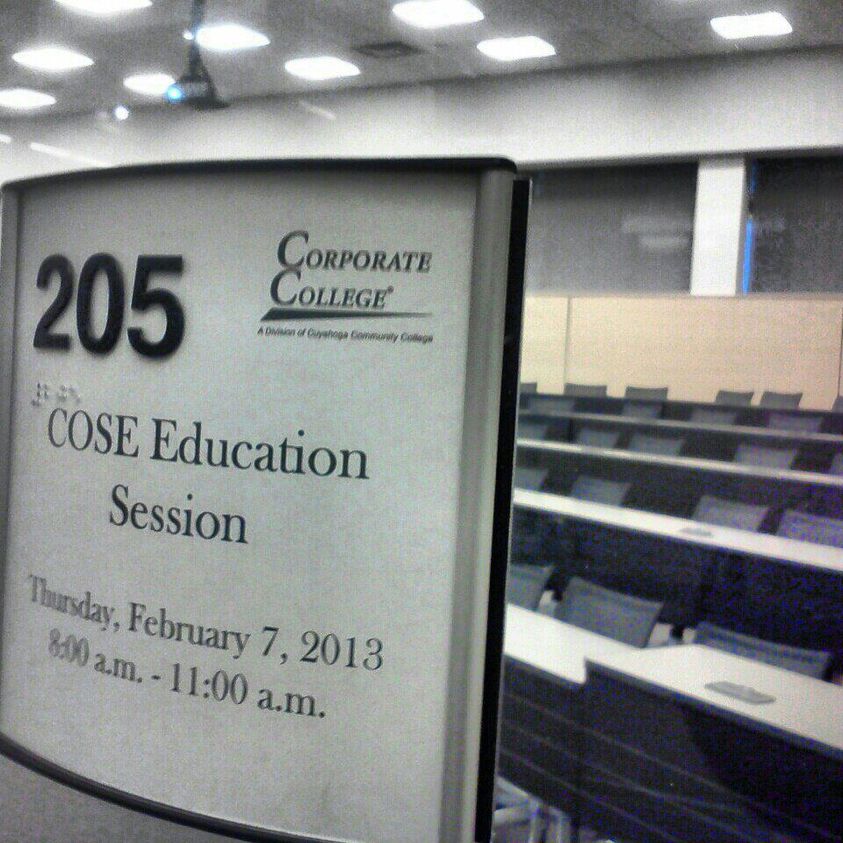 205
CORPORATE
COLLEGE®
A Division of Cuyahoga Community College
COSE Education
Session
Thursday, February 7, 2013
8:00 a.m. - 11:00 a.m.